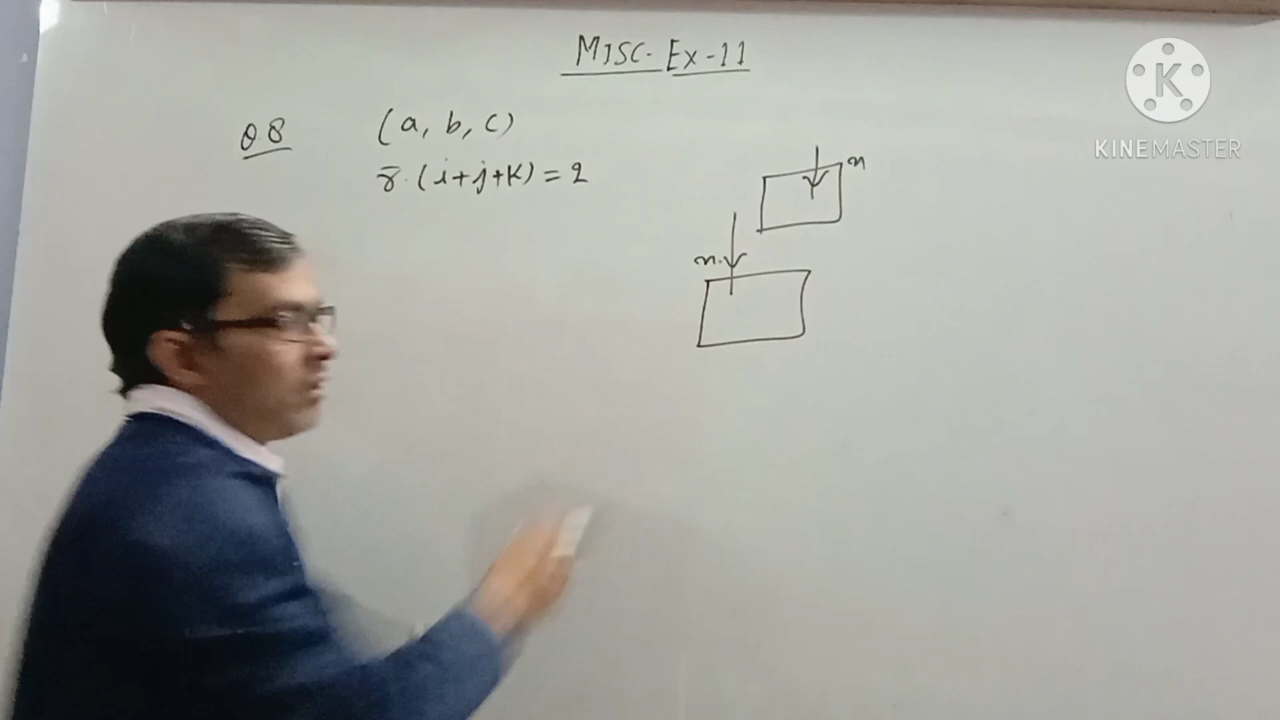 MISC. Ex-11
Q8 (a, b, c)
r̄. (i+j+k) = 2
n
n.
K
KINEMASTER